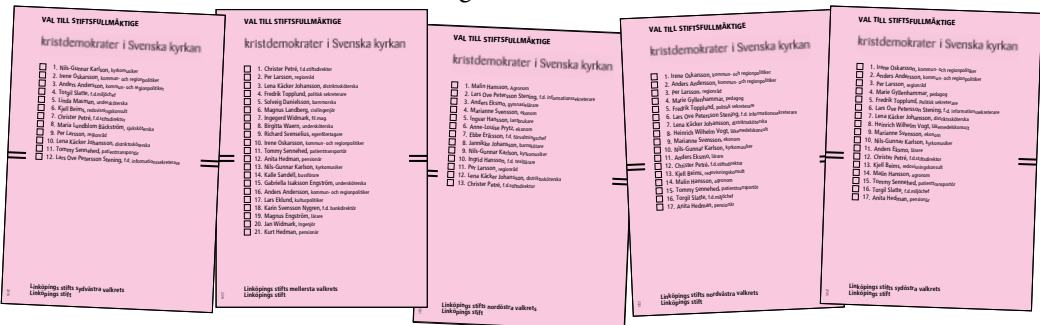 VAL TILL STIFTSFULLMÄKTIGE
kristdemokrater i Svenska kyrkan
1. Nils-Gunnar Karlson, kyrkomusiker
2. Irene Oskarsson, kommun- och regionpolitiker
3. Anders Andersson, kommun- och regionpolitiker
4. Torgil Slatte, f.d.miljöchef
5. Linda Maiman, undersköterska
6. Kjell Beims, redovisningskonsult
7. Christer Petré, f.d.stiftsdirektor
8. Maria Lundblom Bäckström, sjuksköterska
9. Per Larsson, regionråd
10. Lena Käcker Johansson, distriktssköterska
11. Tommy Sennehed, patienttransportör
12. Lars Ove Petersson Stening, f.d. informationssekreterare
Linköpings stifts sydvästra valkrets
Linköpings stift
VAL TILL STIFTSFULLMÄKTIGE
kristdemokrater i Svenska kyrkan
1. Christer Petré, f.d.stiftsdirektor
2. Per Larsson, regionråd
3. Lena Käcker Johansson, distriktssköterska
4. Fredrik Topplund, politisk sekreterare
5. Solveig Danielsson, kommunens
6. Magnus Landberg, civilingenjör
7. Ingegerd Widmark, fil.mag.
8. Birgitta Waern, undersköterska
9. Richard Svenselius, egenföretagare
10. Irene Oskarsson, kommun- och regionpolitiker
11. Tommy Sennehed, patienttransportör
12. Anita Hedman, pensionär
13. Nils-Gunnar Karlson, kyrkomusiker
14. Kalle Sandell, bussförare
15. Gabriella Isaksson Engström, undersköterska
16. Anders Andersson, kommun- och regionpolitiker
17. Lars Eklund, kulturpolitiker
18. Karin Svensson Nygren, f.d. bankdirektör
19. Magnus Engström, lärare
20. Jan Widmark, ingenjör
21. Kurt Hedman, pensionär
Linköpings stifts mellersta valkrets
Linköpings stift
VAL TILL STIFTSFULLMÄKTIGE
kristdemokrater i Svenska kyrkan
1. Malin Hansson, Agronom
2. Lars Ove Petersson Stening, f.d. informationssekreterare
3. Anders Eksmo, gymnasielärare
4. Marianne Svensson, ekonom
5. Ingvar Hansson, lantbrukare
6. Anne-Louise Prytz, ekonom
7. Ebbe Eriksson, f.d.
8. Jannikke Johansson, barnskötare
9. Nils-Gunnar Karlson, kyrkomusiker
10. Ingrid Hansson, f.d.
11. Per Larsson, regionråd
12. Lena Käcker Johansson, distriktssköterska
13. Christer Petré, f.d.stiftsdirektor
Linköpings stifts nordöstra valkrets
Linköpings stift
VAL TILL STIFTSFULLMÄKTIGE
kristdemokrater i Svenska kyrkan
1. Irene Oskarsson, kommun- och regionpolitiker
2. Anders Andersson, kommun- och regionpolitiker
3. Per Larsson, regionråd
4. Marie Gyllenhammar, pedagog
5. Fredrik Topplund, politisk sekreterare
6. Lars Ove Petersson Stening, f.d. informationssekreterare
7. Lena Käcker Johansson, distriktssköterska
8. Heinrich Wilhelm Vogt, läkemedelskonsult
9. Marianne Svensson, ekonom
10. Nils-Gunnar Karlson, kyrkomusiker
11. Anders Eksmo, lärare
12. Christer Petré, f.d.stiftsdirektor
13. Kjell Beims, redovisningskonsult
14. Malin Hansson, agronom
15. Tommy Sennehed, patienttransportör
16. Torgil Slatte, f.d.miljöchef
17. Anita Hedman, pensionär
Linköpings stifts nordvästra valkrets
Linköpings stift
VAL TILL STIFTSFULLMÄKTIGE
kristdemokrater i Svenska kyrkan
1. Irene Oskarsson, kommun- och regionpolitiker
2. Anders Andersson, kommun- och regionpolitiker
3. Per Larsson, regionråd
4. Marie Gyllenhammar, pedagog
5. Fredrik Topplund, politisk sekreterare
6. Lars Ove Petersson Stening, f.d. informationssekreterare
7. Lena Käcker Johansson, distriktssköterska
8. Heinrich Wilhelm Vogt, läkemedelskonsult
9. Marianne Svensson, ekonom
10. Nils-Gunnar Karlson, kyrkomusiker
11. Anders Eksmo, lärare
12. Christer Petré, f.d.stiftsdirektor
13. Kjell Beims, redovisningskonsult
14. Malin Hansson, agronom
15. Tommy Sennehed, patienttransportör
16. Torgil Slatte, f.d.miljöchef
17. Anita Hedman, pensionär
Linköpings stifts sydöstra valkrets
Linköpings stift